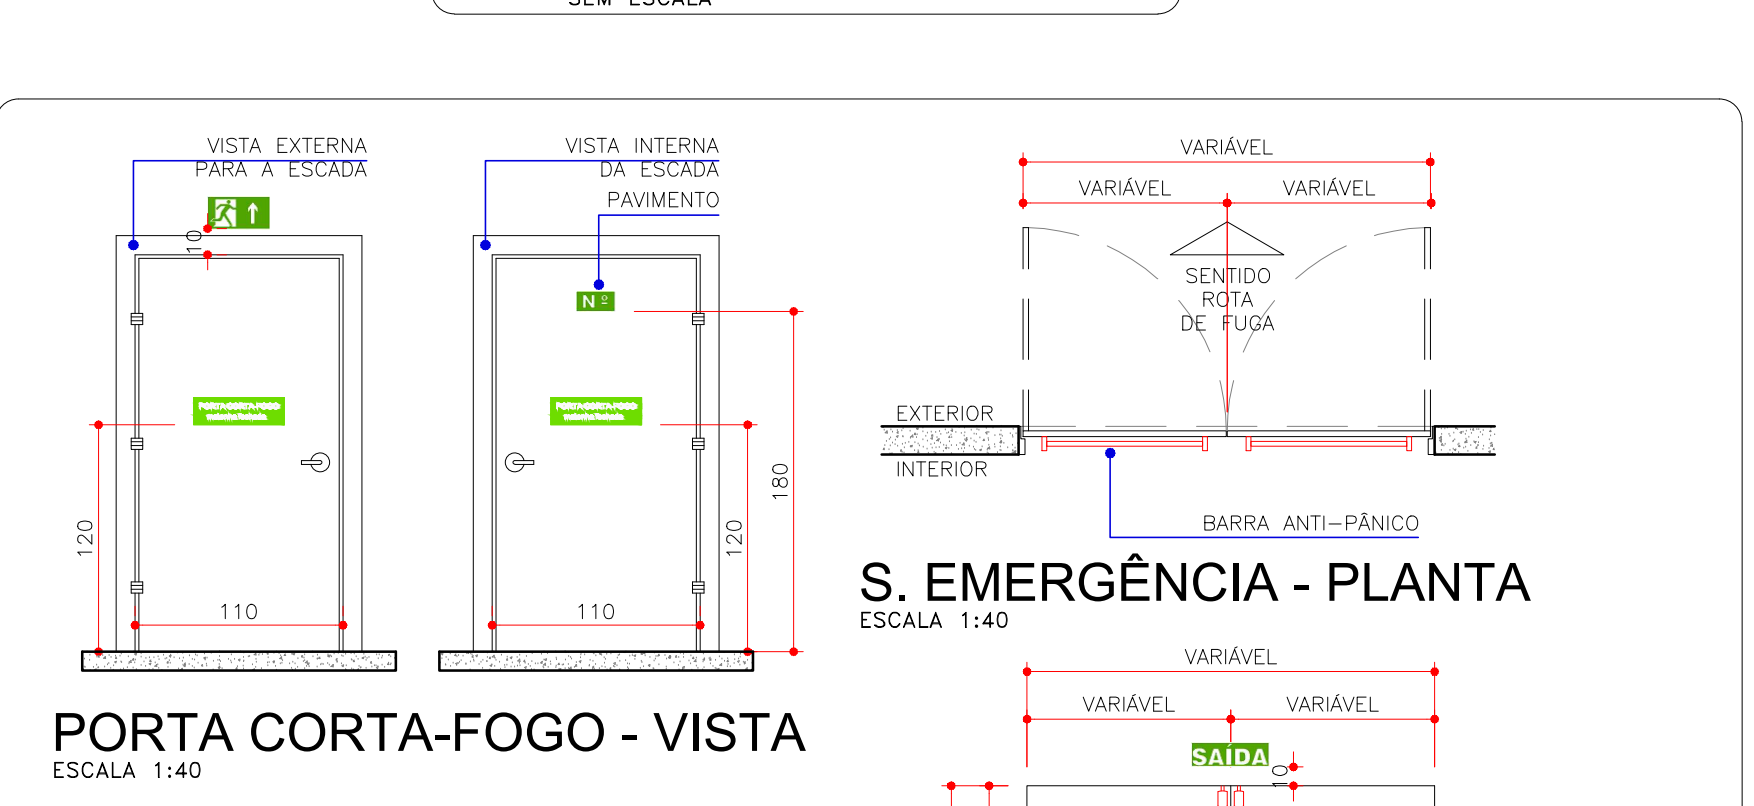 SEM ESCALA
VISTA EXTERNA
PARA A ESCADA
10
120
110
VISTA INTERNA
DA ESCADA
PAVIMENTO
Nº
110
120
180
PORTA CORTA-FOGO - VISTA
ESCALA 1:40
VARIÁVEL
VARIÁVEL VARIÁVEL
SENTIDO
ROTA
DE FUGA
EXTERIOR
INTERIOR
BARRA ANTI-PÂNICO
S. EMERGÊNCIA - PLANTA
ESCALA 1:40
VARIÁVEL
VARIÁVEL VARIÁVEL
SAÍDA
10